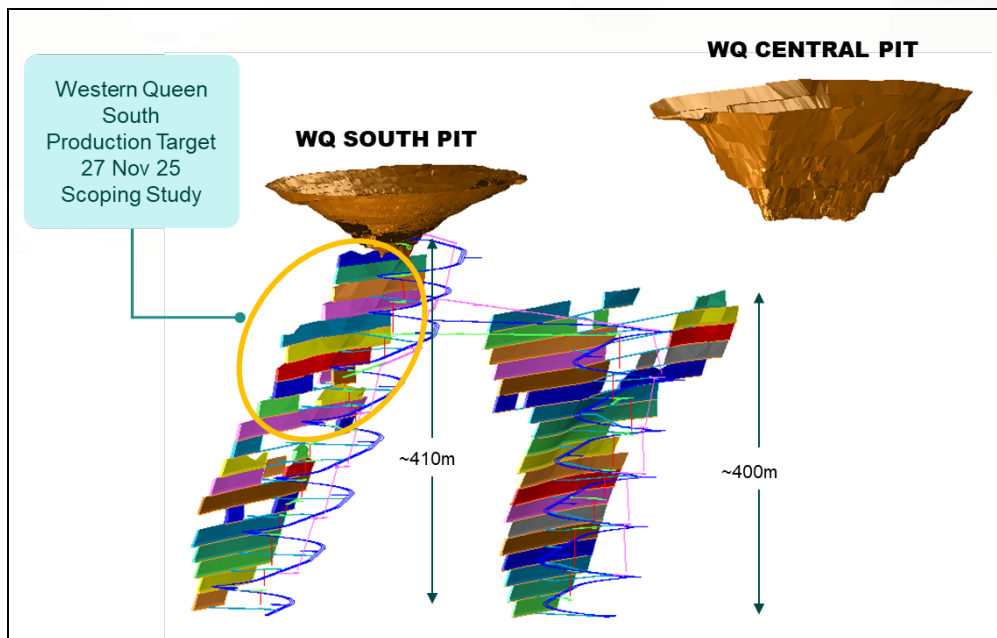 WQ CENTRAL PIT
Western Queen
South
Production Target
27 Nov 25
Scoping Study
WQ SOUTH PIT
~410m
~400m